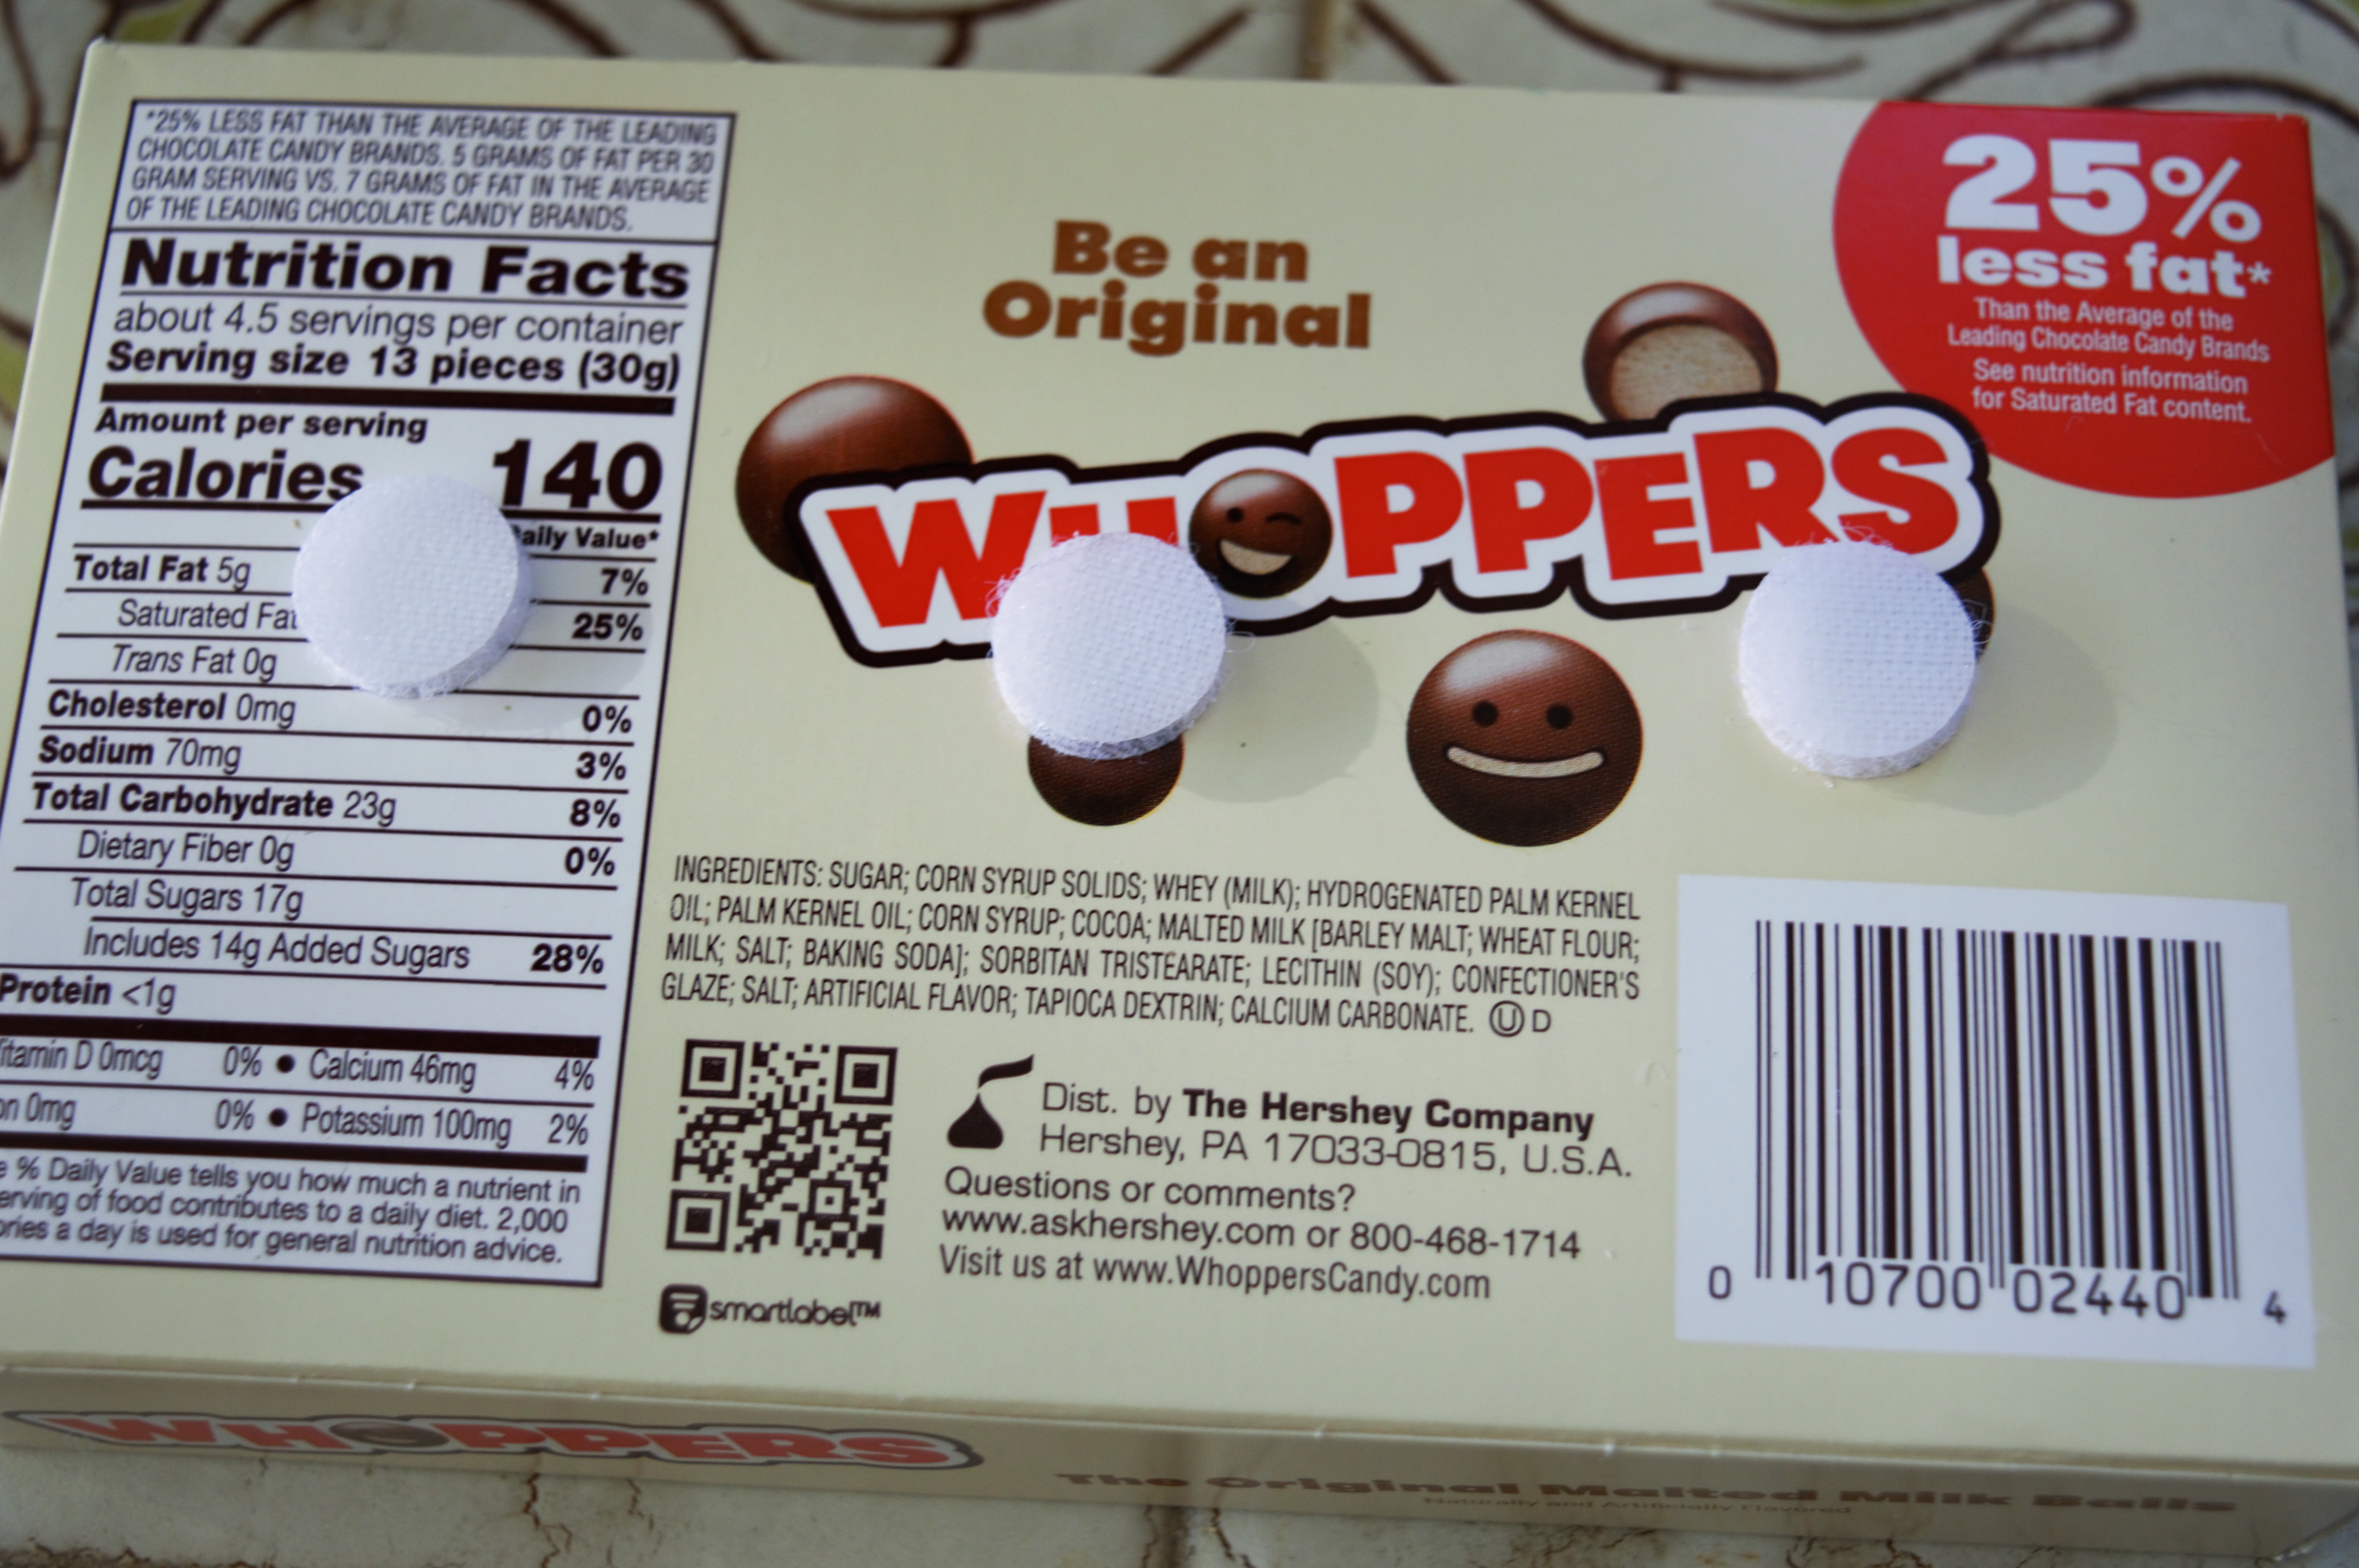 *25% LESS FAT THAN THE AVERAGE OF THE LEADING
CHOCOLATE CANDY BRANDS. 5 GRAMS OF FAT PER 30
GRAM SERVING VS. 7 GRAMS OF FAT IN THE AVERAGE
OF THE LEADING CHOCOLATE CANDY BRANDS.
Nutrition Facts
about 4.5 servings per container
Serving size 13 pieces (30g)
Amount per serving
Calories 140
Value*
Total Fat 5g 7%
Saturated 25%
Trans Fat 0g
Cholesterol 0mg 0%
Sodium 70mg 3%
Total Carbohydrate 23g 8%
Dietary Fiber 0g 0%
Total Sugars 17g
Includes 14g Added Sugars 28%
Protein <1g
D 0mcg 0% • Calcium 46mg 4%
0mg 0% • Potassium 100mg 2%
% Daily Value tells you how much a nutrient in
of food contributes to a daily diet. 2,000
a day is used for general nutrition advice.
Be an
Original
WHOPPERS
25%
less fat*
Than the Average of the
Leading Chocolate Candy Brands
See nutrition information
for Saturated Fat content.
INGREDIENTS: SUGAR; CORN SYRUP SOLIDS; WHEY (MILK); HYDROGENATED PALM KERNEL
OIL; PALM KERNEL OIL; CORN SYRUP; COCOA; MALTED MILK [BARLEY MALT; WHEAT FLOUR;
MILK; SALT; BAKING SODA]; SORBITAN TRISTEARATE; LECITHIN (SOY); CONFECTIONER'S
GLAZE; SALT; ARTIFICIAL FLAVOR; TAPIOCA DEXTRIN; CALCIUM CARBONATE. Ⓤ D
smartlabel™
Dist. by The Hershey Company
Hershey, PA 17033-0815, U.S.A.
Questions or comments?
www.askhershey.com or 800-468-1714
Visit us at www.WhoppersCandy.com
0 10700 02440 4
WHOPPERS
The Original Malted Milk Balls
Naturally and Artificially Flavored